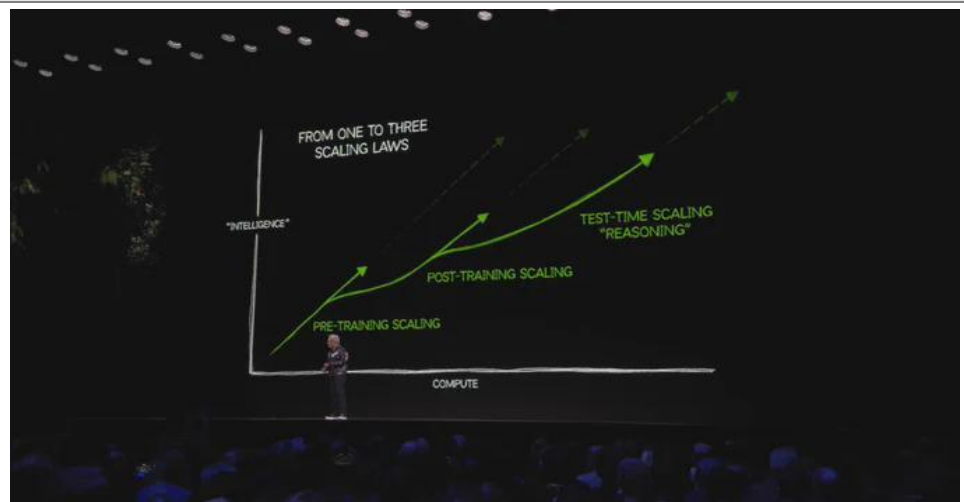 FROM ONE TO THREE
SCALING LAWS
"INTELLIGENCE"
TEST-TIME SCALING
"REASONING"
POST-TRAINING SCALING
PRE-TRAINING SCALING
COMPUTE